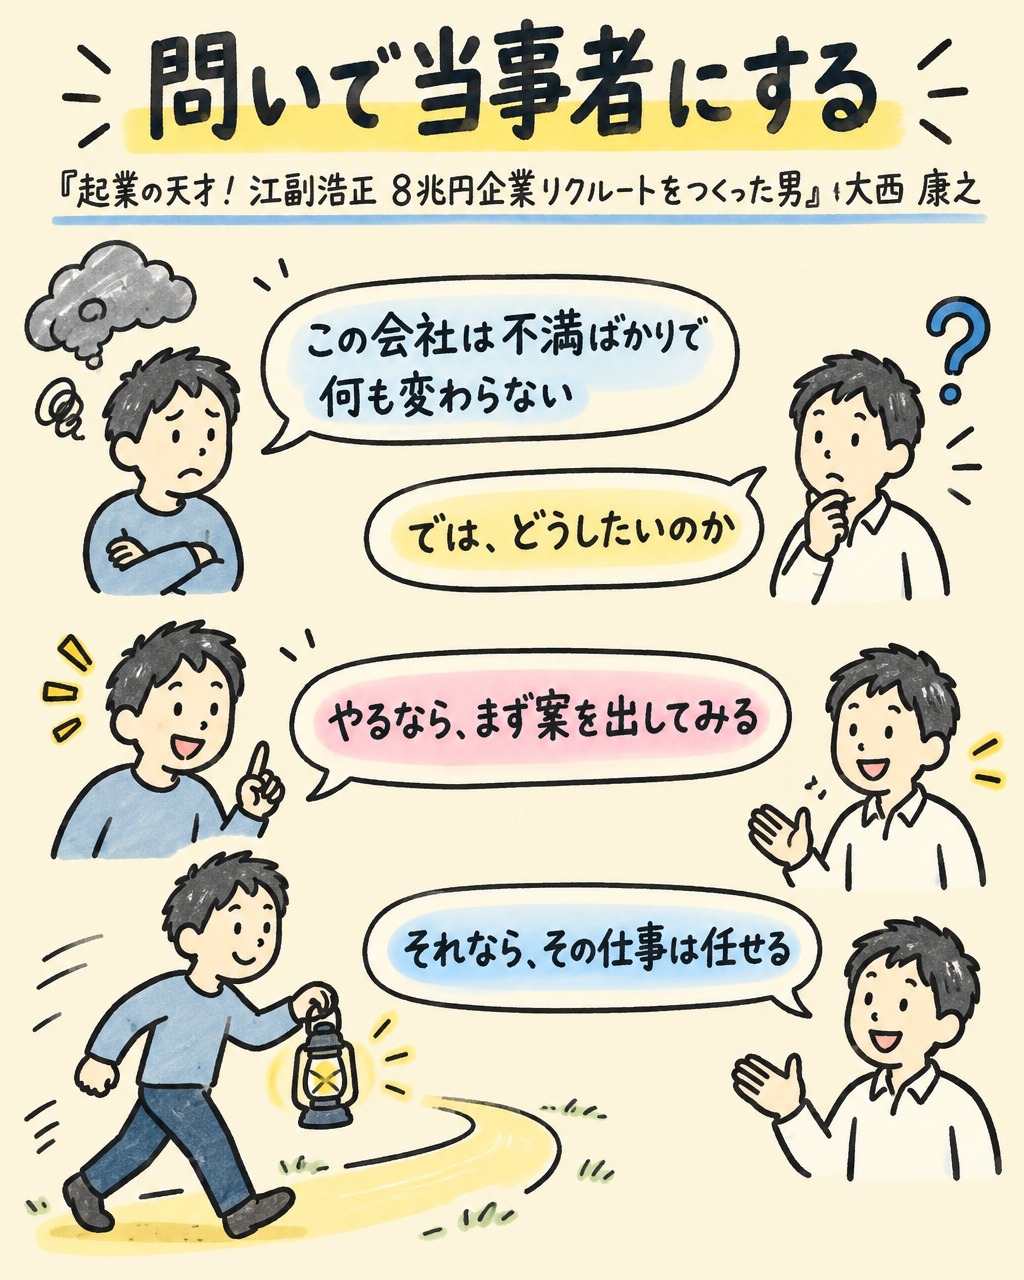 問いで当事者にする
『起業の天才！ 江副浩正 8兆円企業リクルートをつくった男』 大西 康之
この会社は不満ばかりで
何も変わらない
では、どうしたいのか
やるなら、まず案を出してみる
それなら、その仕事は任せる